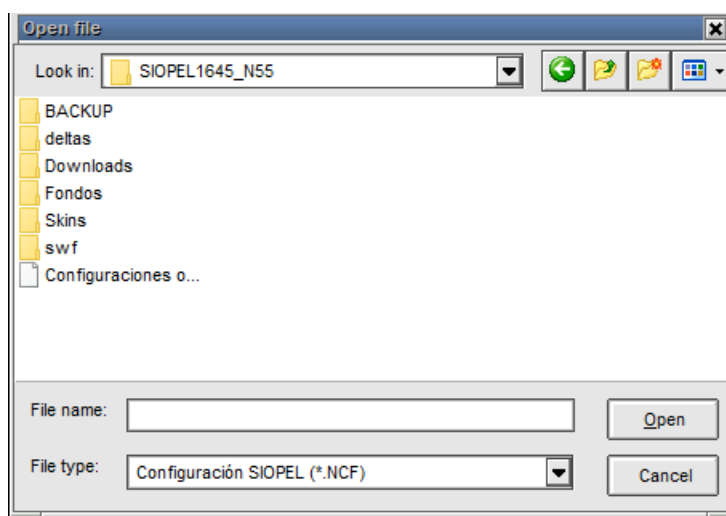 Open file
Look in: SIOPEL1645_N55
BACKUP
deltas
Downloads
Fondos
Skins
swf
Configuraciones o...
File name:
Open
File type: Configuración SIOPEL (*.NCF)
Cancel